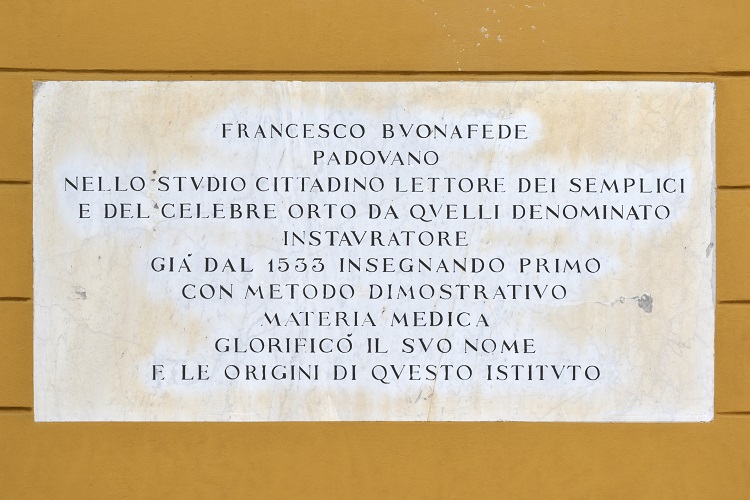 FRANCESCO BVONAFEDE
PADOVANO
NELLO STVDIO CITTADINO LETTORE DEI SEMPLICI
E DEL CELEBRE ORTO DA QVELLI DENOMINATO
INSTAVRATORE
GIÁ DAL 1533 INSEGNANDO PRIMO
CON METODO DIMOSTRATIVO
MATERIA MEDICA
GLORIFICÓ IL SVO NOME
E LE ORIGINI DI QVESTO ISTITVTO